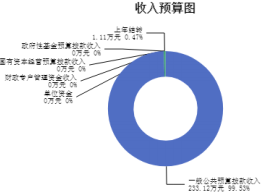 收入预算图
上年结转
1.11万元 0.47%
政府性基金预算拨款收入
0万元 0%
国有资本经营预算拨款收入
0万元 0%
财政专户管理资金收入
0万元 0%
单位资金
0万元 0%
一般公共预算拨款收入
233.12万元 99.53%